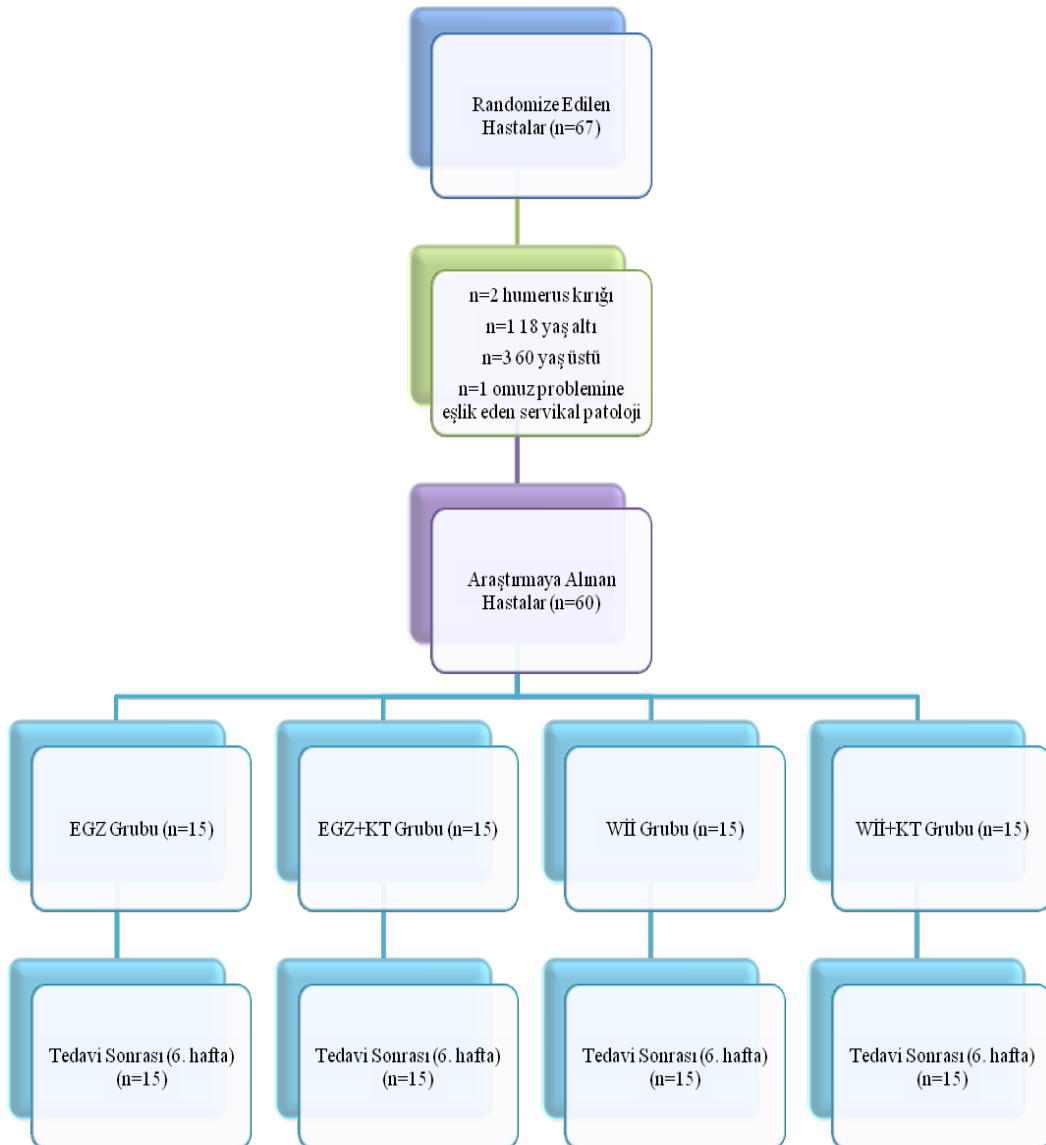 Randomize Edilen
Hastalar (n=67)
n=2 humerus kırığı
n=1 18 yaş altı
n=3 60 yaş üstü
n=1 omuz problemine
eşlik eden servikal patoloji
Araştırmaya Alınan
Hastalar (n=60)
EGZ Grubu (n=15)
EGZ+KT Grubu (n=15)
Wİİ Grubu (n=15)
Wİİ+KT Grubu (n=15)
Tedavi Sonrası (6. hafta)
(n=15)
Tedavi Sonrası (6. hafta)
(n=15)
Tedavi Sonrası (6. hafta)
(n=15)
Tedavi Sonrası (6. hafta)
(n=15)